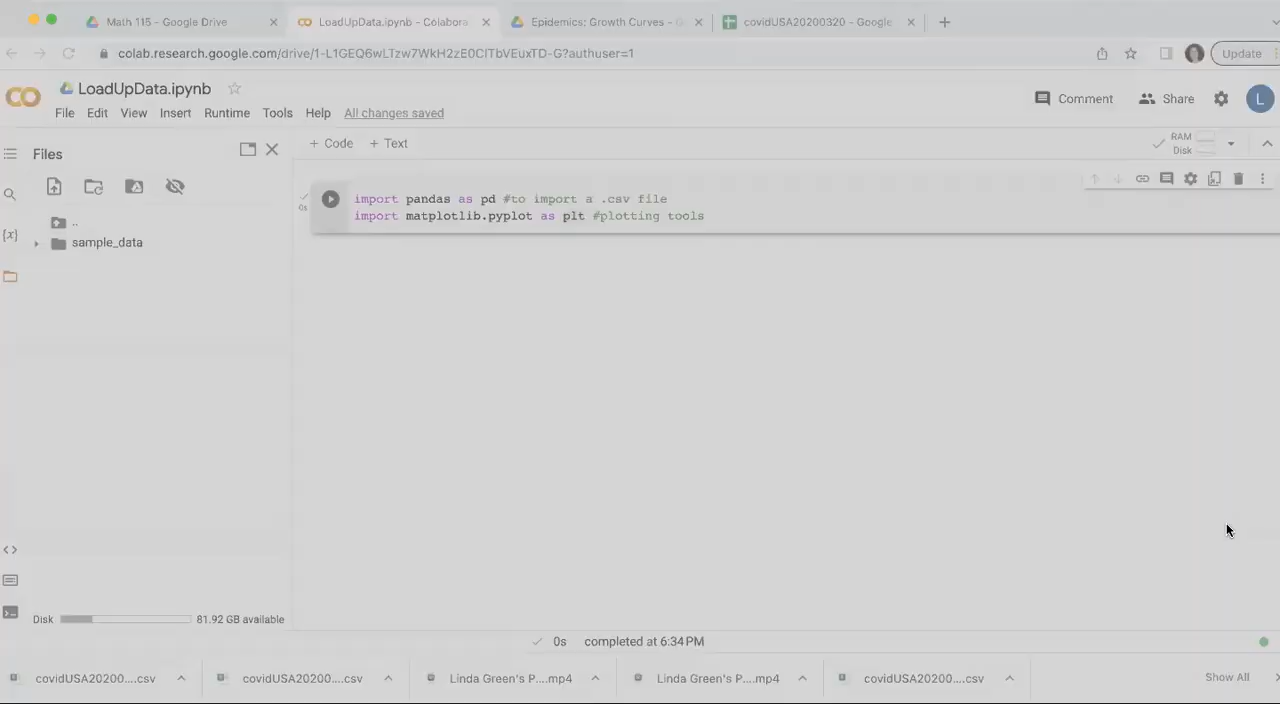 Math 115 - Google Drive
LoadUpData.ipynb - Colabora
Epidemics: Growth Curves - G
covidUSA20200320 - Google
colab.research.google.com/drive/1-L1GEQ6wLTzw7WkH2zE0ClTbVEuxTD-G?authuser=1
Update
LoadUpData.ipynb
File Edit View Insert Runtime Tools Help All changes saved
Comment Share L
Files
+ Code + Text
RAM
Disk
..
sample_data
{x}
0s
import pandas as pd #to import a .csv file
import matplotlib.pyplot as plt #plotting tools
Disk 81.92 GB available
0s completed at 6:34 PM
covidUSA20200....csv
covidUSA20200....csv
Linda Green's P....mp4
Linda Green's P....mp4
covidUSA20200....csv
Show All